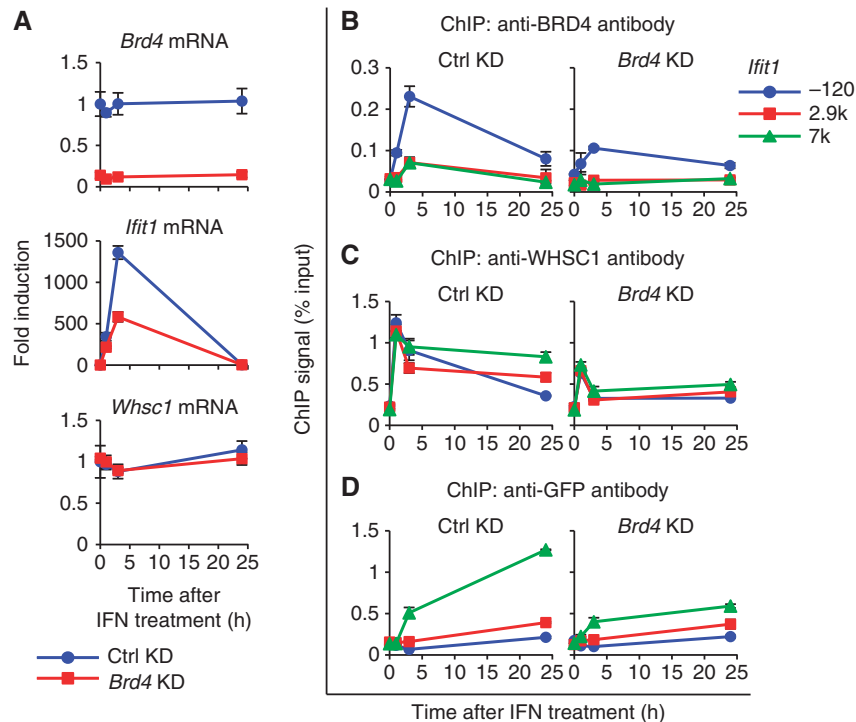 A
Brd4 mRNA
1.5
1
0.5
0
Ifit1 mRNA
1500
1000
500
0
Fold induction
Whsc1 mRNA
1.5
1
0.5
0
0 5 10 15 20 25
Time after
IFN treatment (h)
Ctrl KD
Brd4 KD
B
ChIP: anti-BRD4 antibody
Ctrl KD
Brd4 KD
Ifit1
–120
2.9k
7k
0.3
0.2
0.1
0
0 5 10 15 20 25
0 5 10 15 20 25
C
ChIP: anti-WHSC1 antibody
Ctrl KD
Brd4 KD
ChIP signal (% input)
1.5
1
0.5
0
0 5 10 15 20 25
0 5 10 15 20 25
D
ChIP: anti-GFP antibody
Ctrl KD
Brd4 KD
1.5
1
0.5
0
0 5 10 15 20 25
0 5 10 15 20 25
Time after IFN treatment (h)